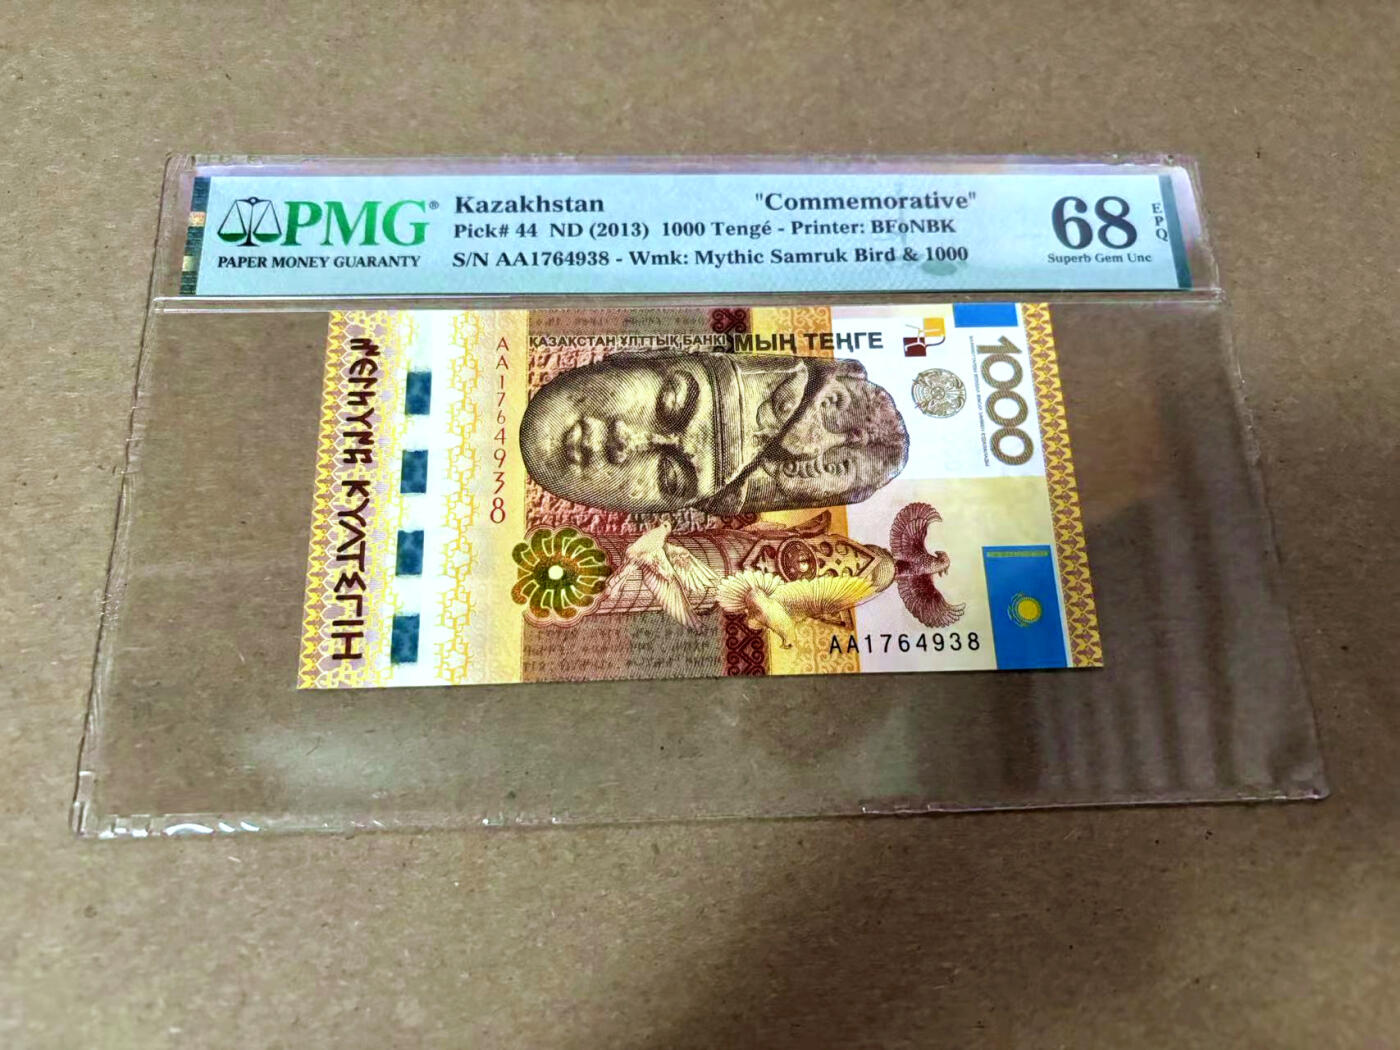 PMG®
PAPER MONEY GUARANTY
Kazakhstan "Commemorative"
Pick# 44 ND (2013) 1000 Tengé - Printer: BFoNBK
S/N AA1764938 - Wmk: Mythic Samruk Bird & 1000
68 EPQ
Superb Gem Unc
ҚАЗАҚСТАН ҰЛТТЫҚ БАНКІ
МЫҢ ТЕҢГЕ
1000
AA1764938
AA1764938
КҮЛТЕГІН